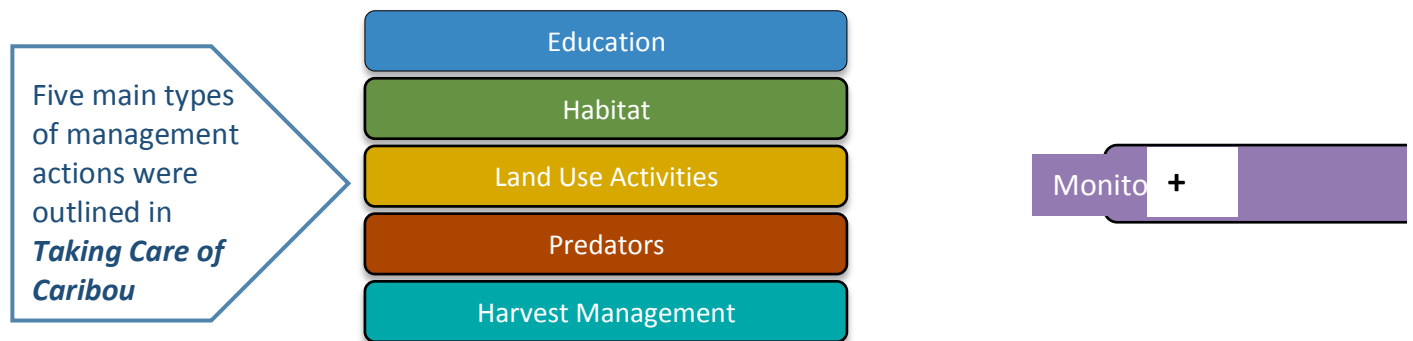 Five main types
of management
actions were
outlined in
Taking Care of
Caribou
Education
Habitat
Land Use Activities
Predators
Harvest Management
Monito
+